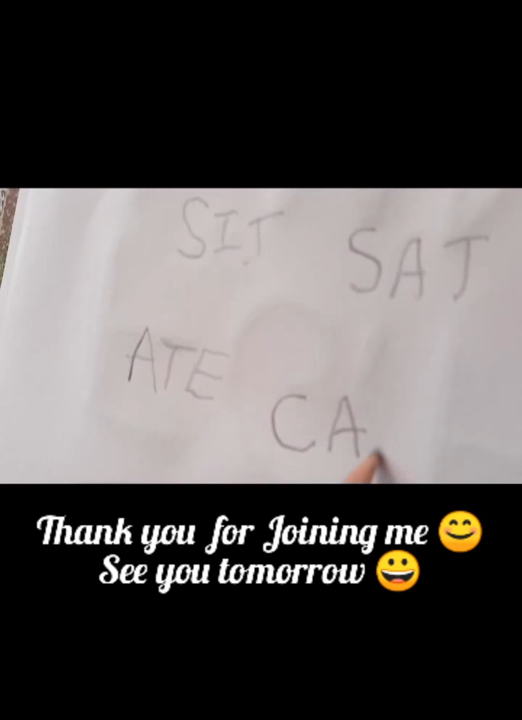 SIT
SAT
ATE
CA
Thank you for Joining me 😊
See you tomorrow 😀